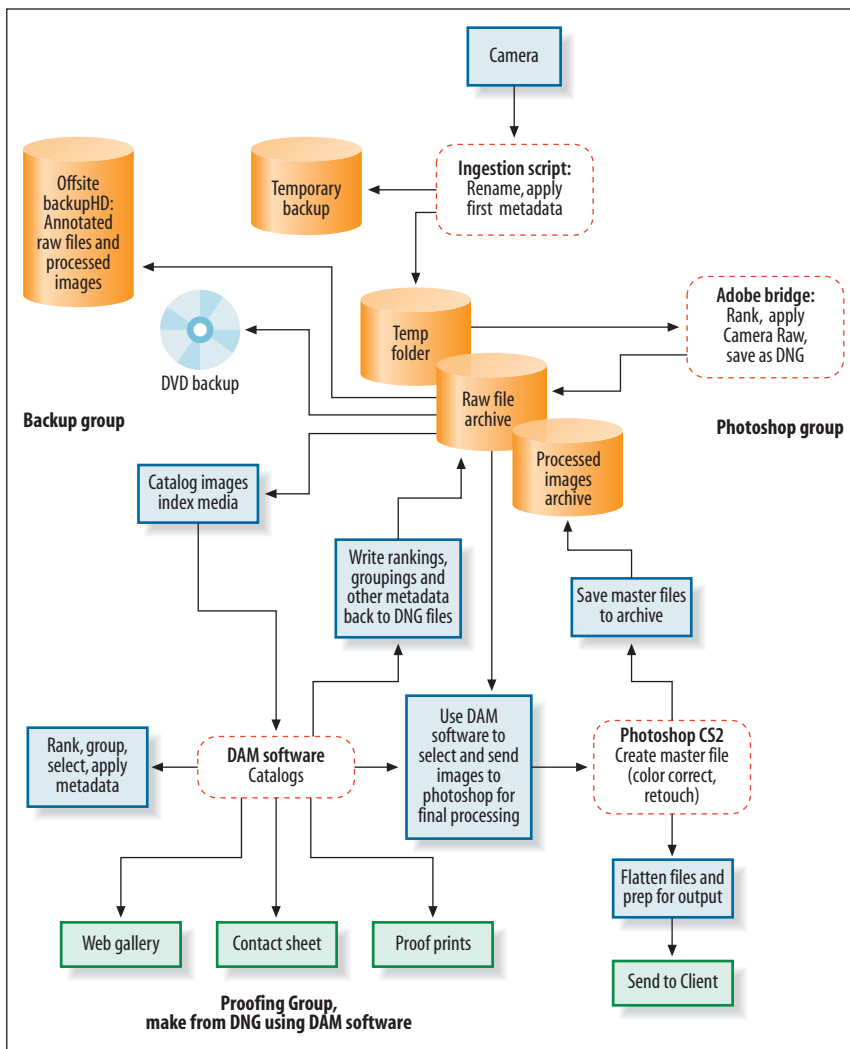 Camera
Ingestion script:
Rename, apply
first metadata
Temporary
backup
Offsite
backupHD:
Annotated
raw files and
processed
images
Temp
folder
Adobe bridge:
Rank, apply
Camera Raw,
save as DNG
DVD backup
Raw file
archive
Backup group
Photoshop group
Processed
images
archive
Catalog images
index media
Write rankings,
groupings and
other metadata
back to DNG files
Save master files
to archive
Rank, group,
select, apply
metadata
DAM software
Catalogs
Use DAM
software to
select and send
images to
photoshop for
final processing
Photoshop CS2
Create master file
(color correct,
retouch)
Flatten files and
prep for output
Web gallery
Contact sheet
Proof prints
Send to Client
Proofing Group,
make from DNG using DAM software